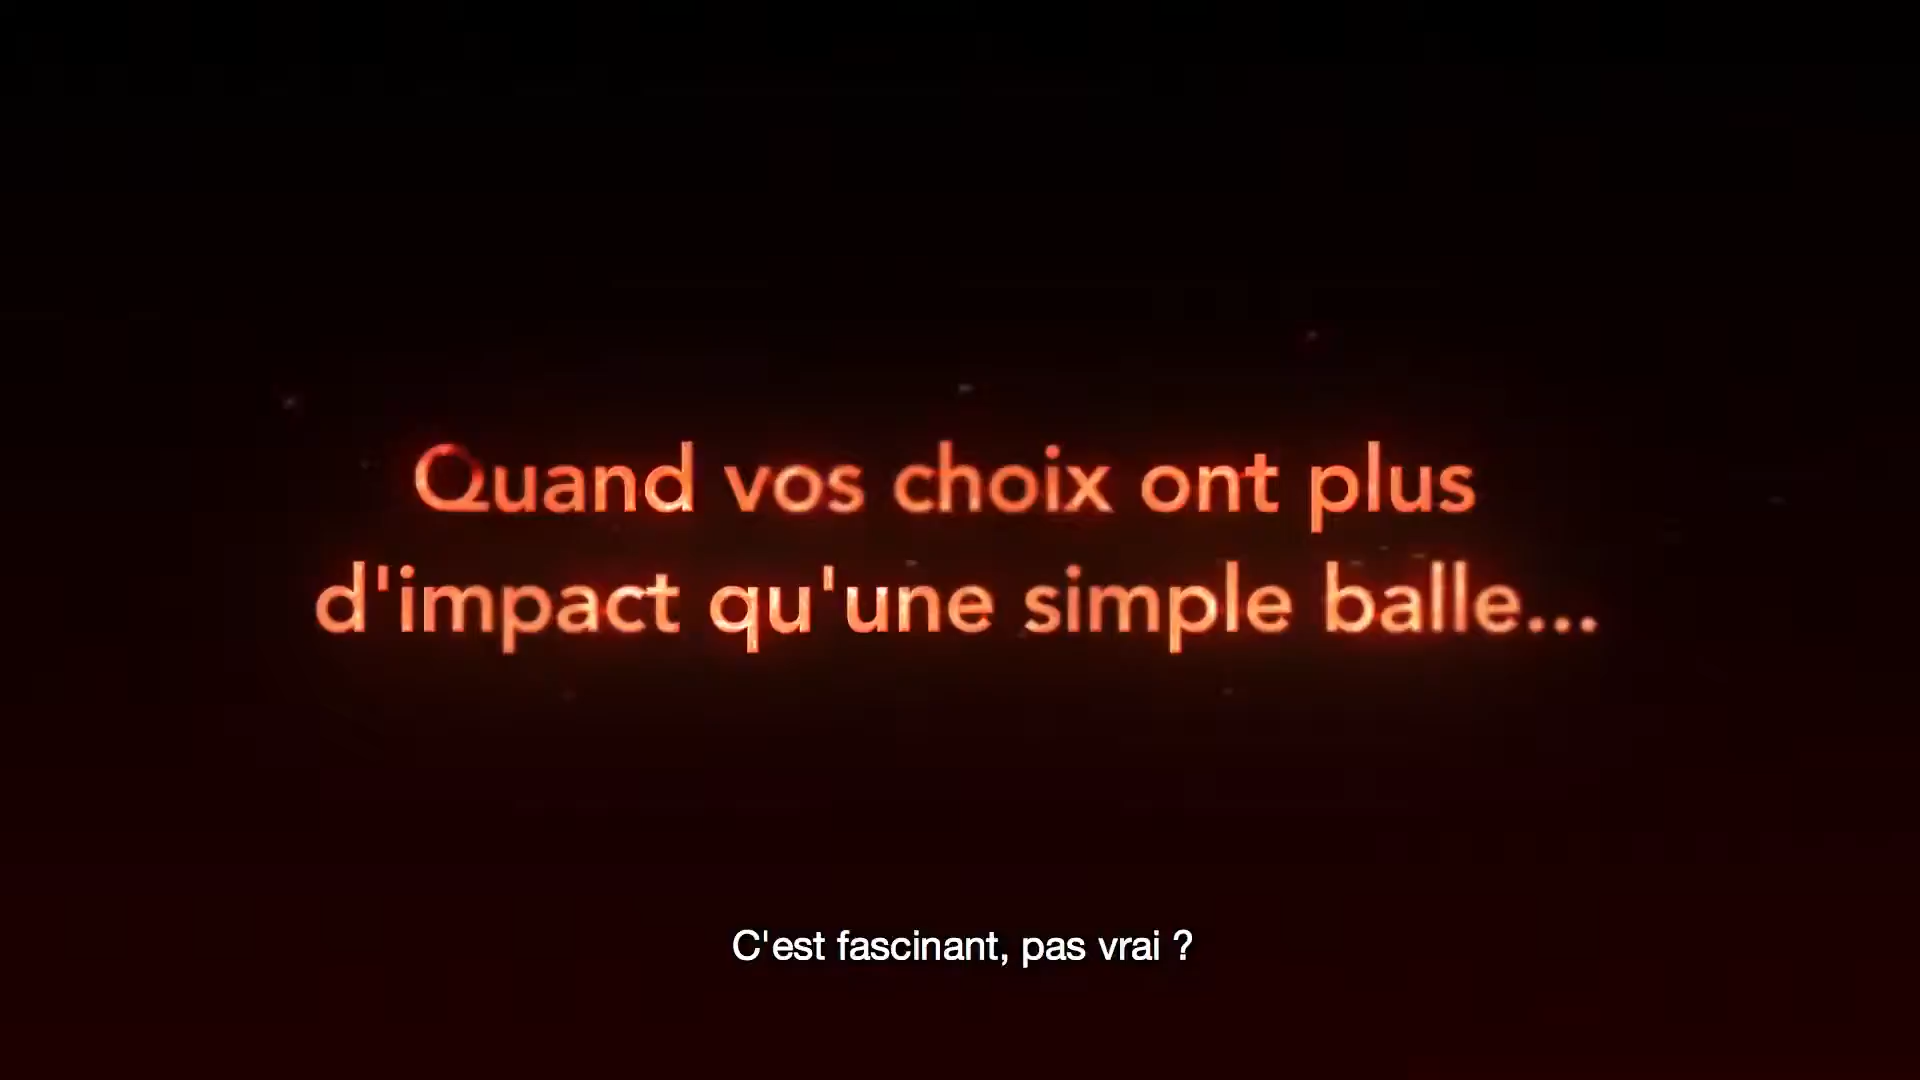 Quand vos choix ont plus
d'impact qu'une simple balle...
C'est fascinant, pas vrai ?